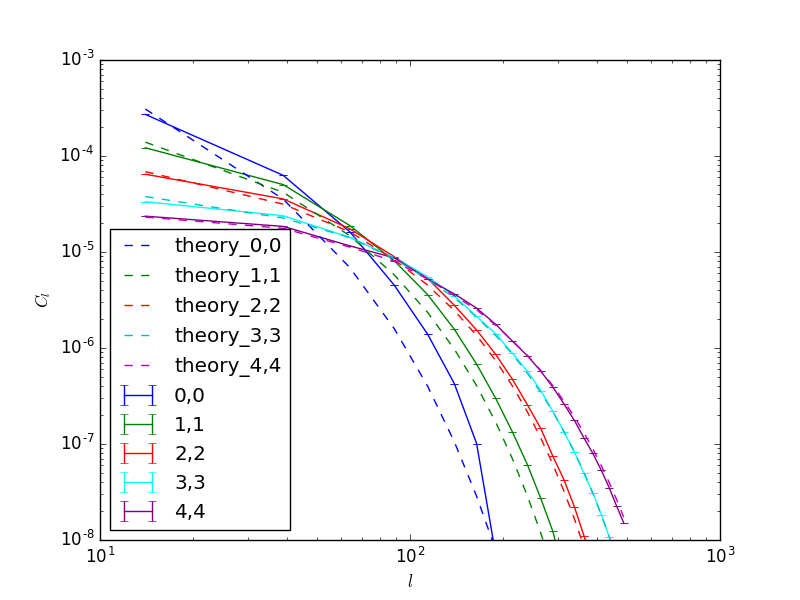 10^-3
10^-4
10^-5
10^-6
10^-7
10^-8
C_l
theory_0,0
theory_1,1
theory_2,2
theory_3,3
theory_4,4
0,0
1,1
2,2
3,3
4,4
10^1
10^2
10^3
l